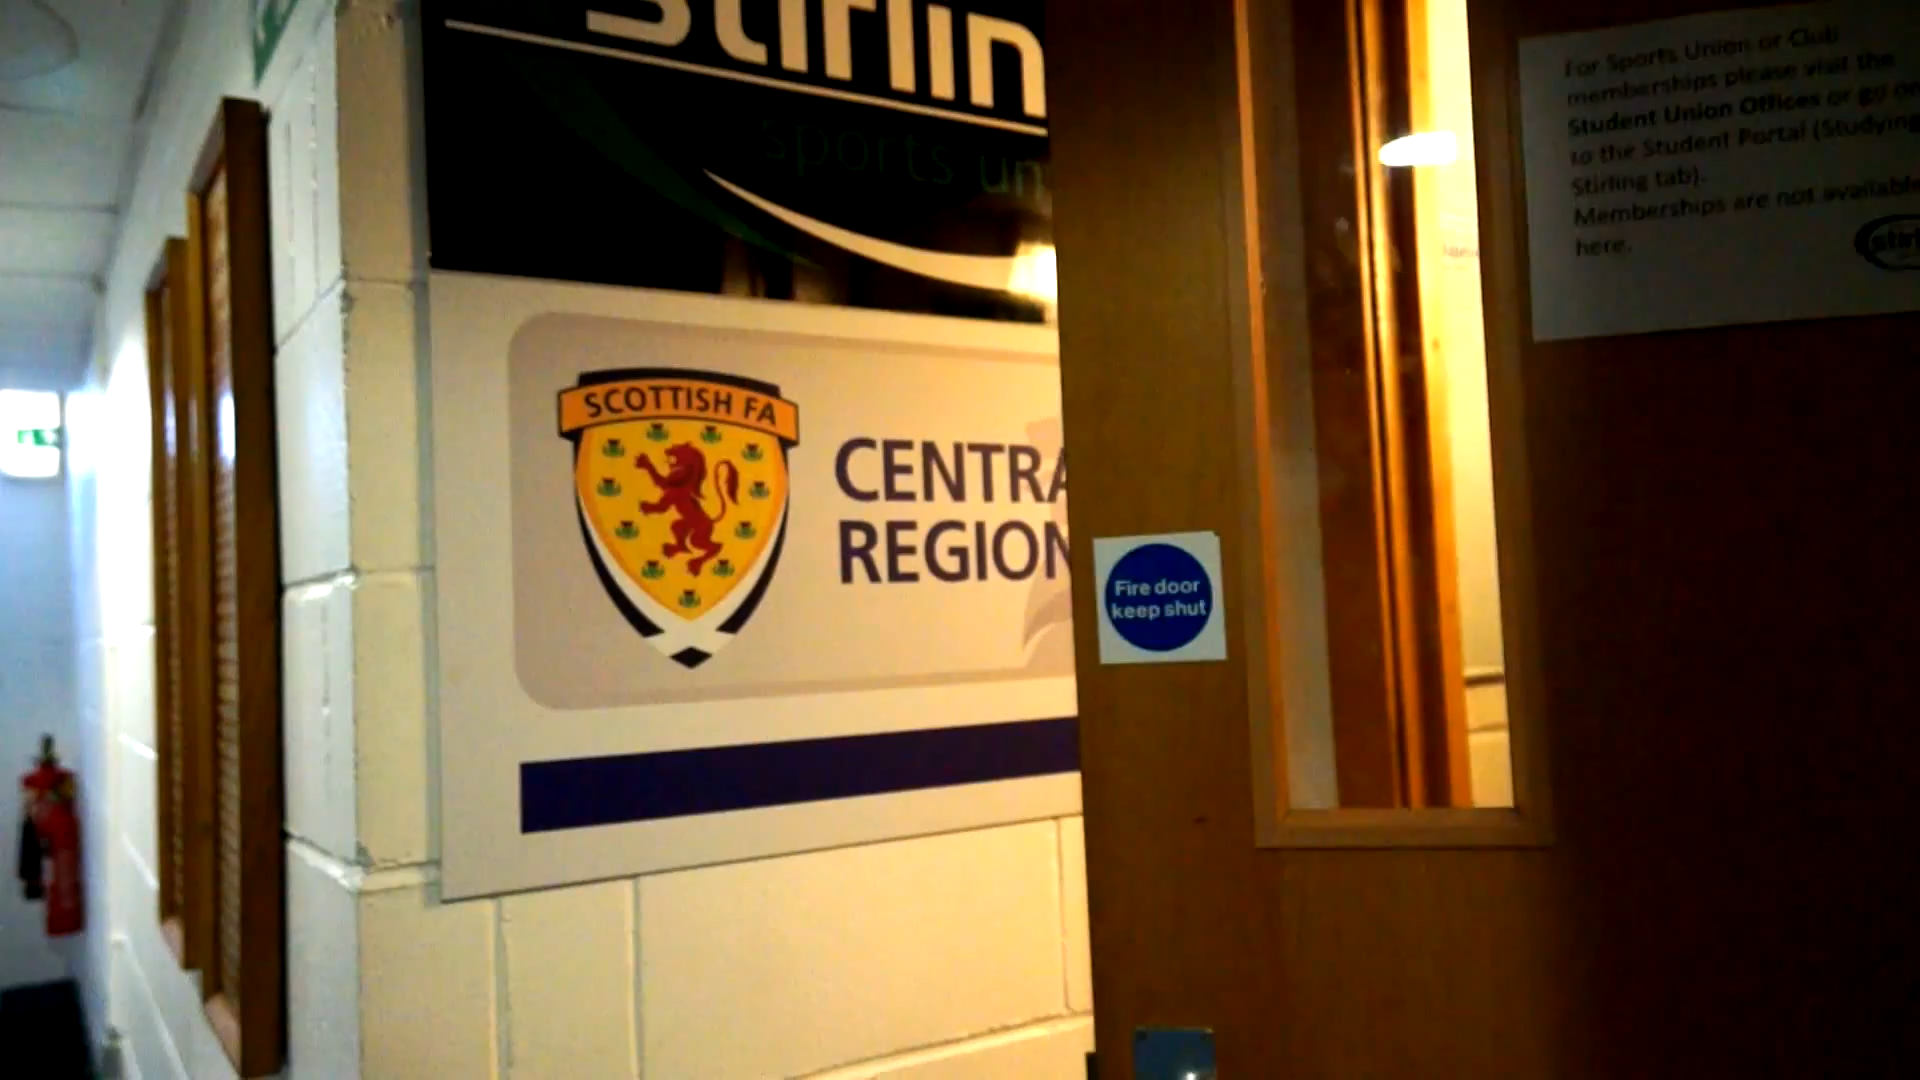 stirlin
sports un
SCOTTISH FA
CENTRA
REGION
Fire door
keep shut
For Sports Union or Club
memberships please visit the
Student Union Offices or go on
to the Student Portal (Studying
Stirling tab).
Memberships are not available
here.
stirl